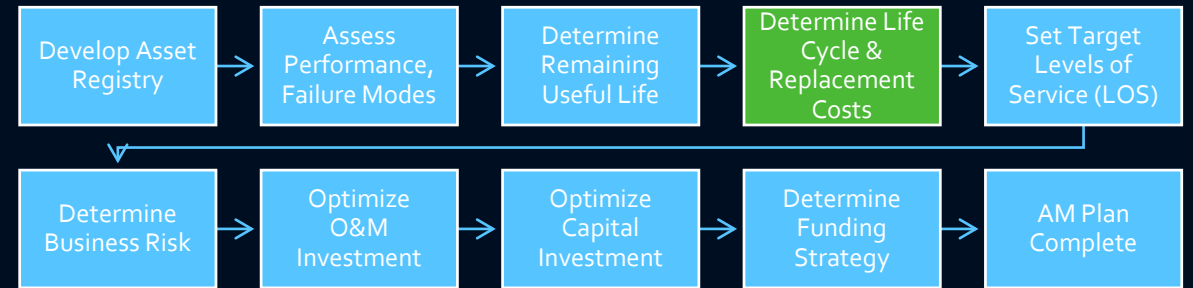 Develop Asset
Registry
Assess
Performance,
Failure Modes
Determine
Remaining
Useful Life
Determine Life
Cycle &
Replacement
Costs
Set Target
Levels of
Service (LOS)
Determine
Business Risk
Optimize
O&M
Investment
Optimize
Capital
Investment
Determine
Funding
Strategy
AM Plan
Complete